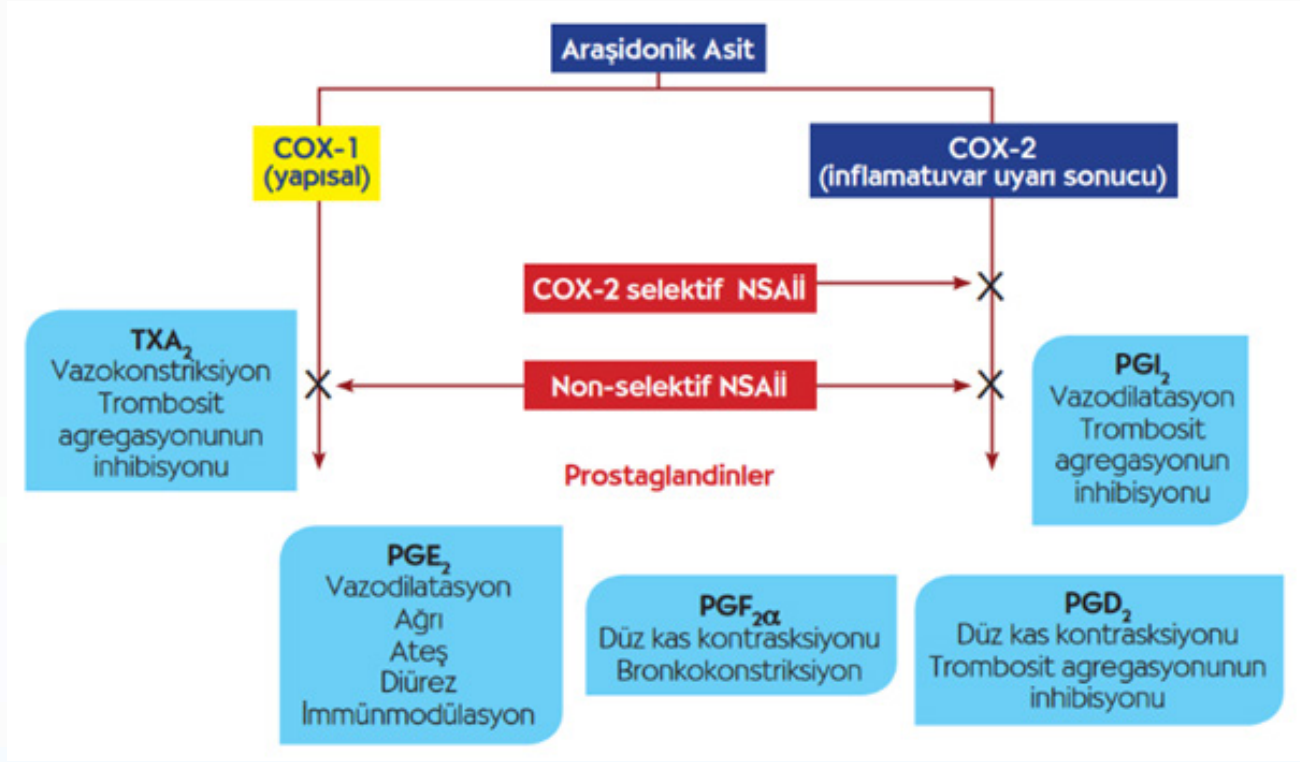 Araşidonik Asit
COX-1
(yapısal)
COX-2
(inflamatuvar uyarı sonucu)
COX-2 selektif NSAİİ
TXA2
Vazokonstriksiyon
Trombosit
agregasyonunun
inhibisyonu
Non-selektif NSAİİ
PGI2
Vazodilatasyon
Trombosit
agregasyonun
inhibisyonu
Prostaglandinler
PGE2
Vazodilatasyon
Ağrı
Ateş
Diürez
İmmünmodülasyon
PGF2α
Düz kas kontrasksiyonu
Bronkokonstriksiyon
PGD2
Düz kas kontrasksiyonu
Trombosit agregasyonunun
inhibisyonu